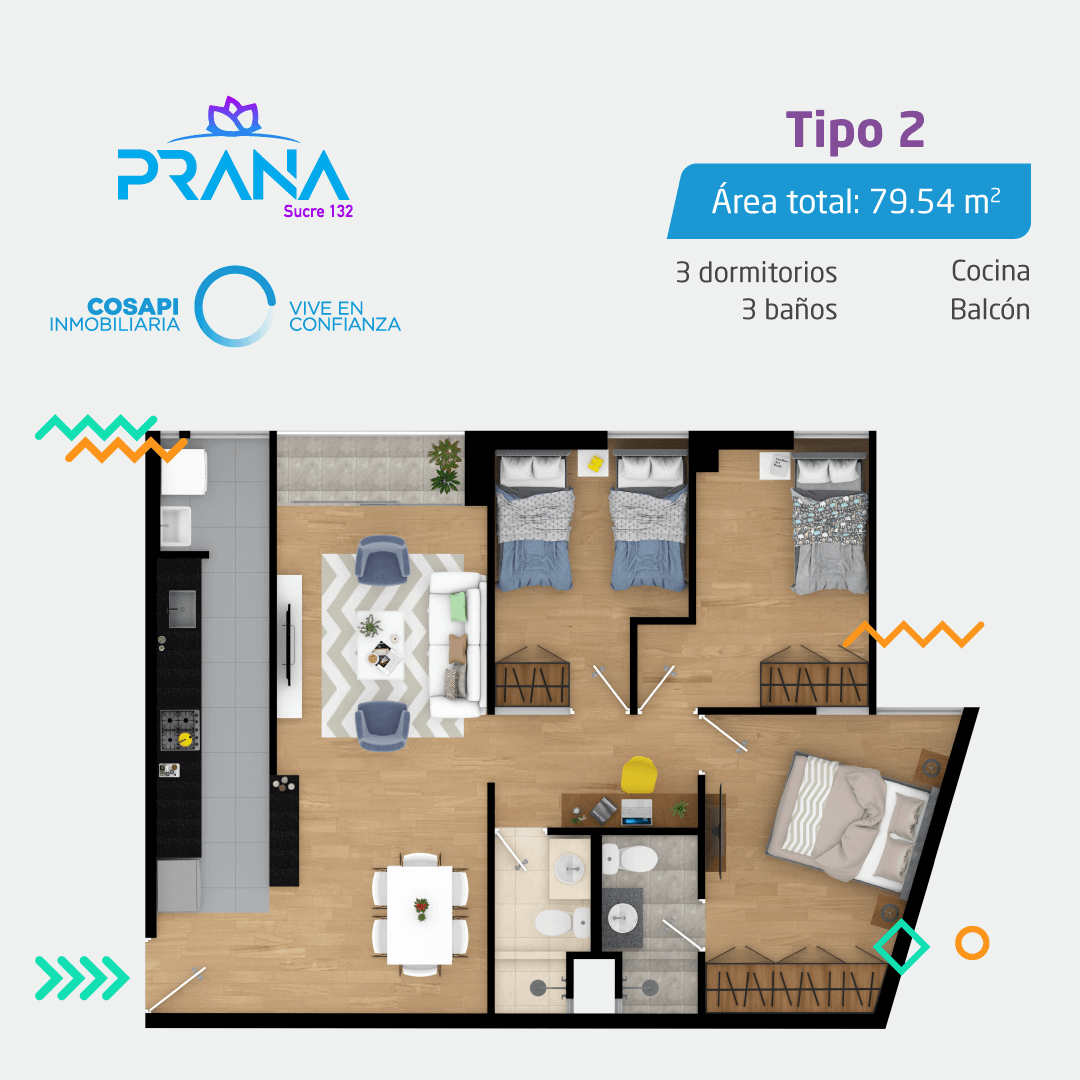 PRANA
Sucre 132
COSAPI
INMOBILIARIA
VIVE EN
CONFIANZA
Tipo 2
Área total: 79.54 m²
3 dormitorios
3 baños
Cocina
Balcón